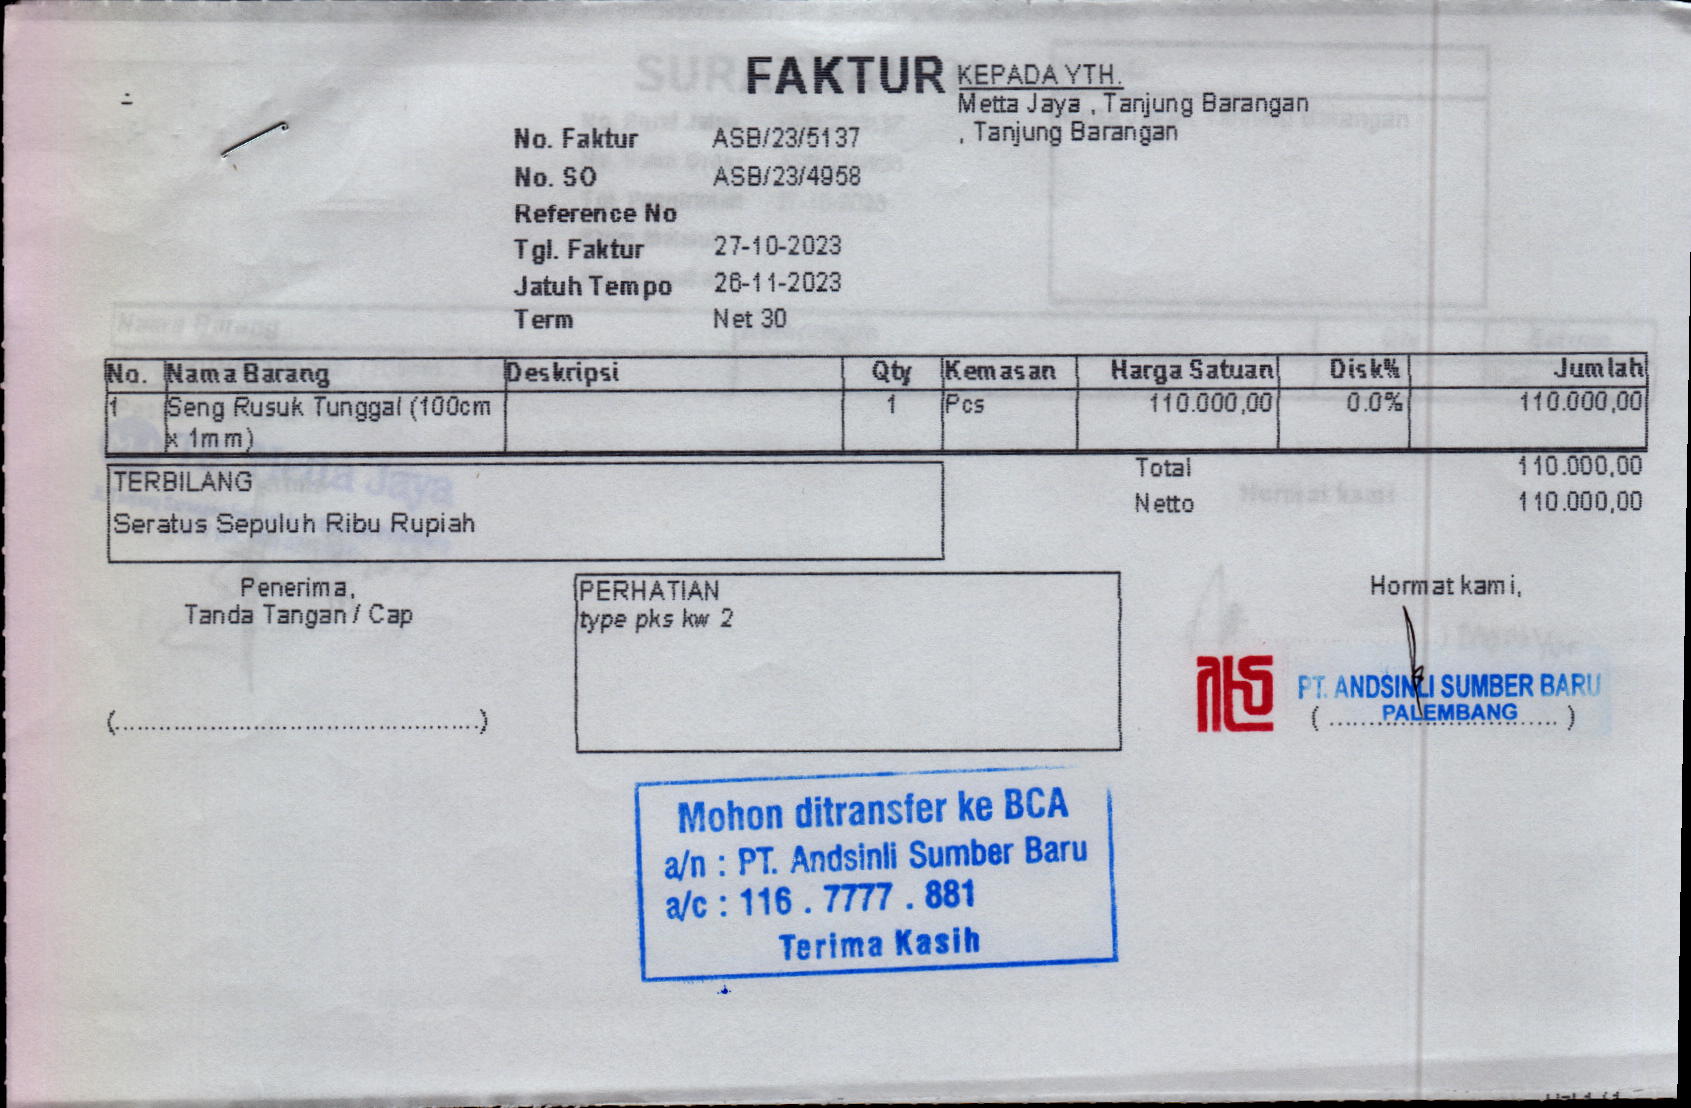 FAKTUR
KEPADA YTH.
Metta Jaya , Tanjung Barangan
, Tanjung Barangan
No. Faktur ASB/23/5137
No. SO ASB/23/4958
Reference No
Tgl. Faktur 27-10-2023
Jatuh Tempo 26-11-2023
Term Net 30
No. Nama Barang Deskripsi Qty Kemasan Harga Satuan Disk% Jumlah
1 Seng Rusuk Tunggal (100cm 1 Pcs 110.000,00 0.0% 110.000,00
x 1mm)
Total 110.000,00
Netto 110.000,00
TERBILANG
Seratus Sepuluh Ribu Rupiah
Penerima,
Tanda Tangan / Cap
(................................................)
PERHATIAN
type pks kw 2
Hormat kami,
PT. ANDSINLI SUMBER BARU
PALEMBANG
(..............................)
Mohon ditransfer ke BCA
a/n : PT. Andsinli Sumber Baru
a/c : 116 . 7777 . 881
Terima Kasih